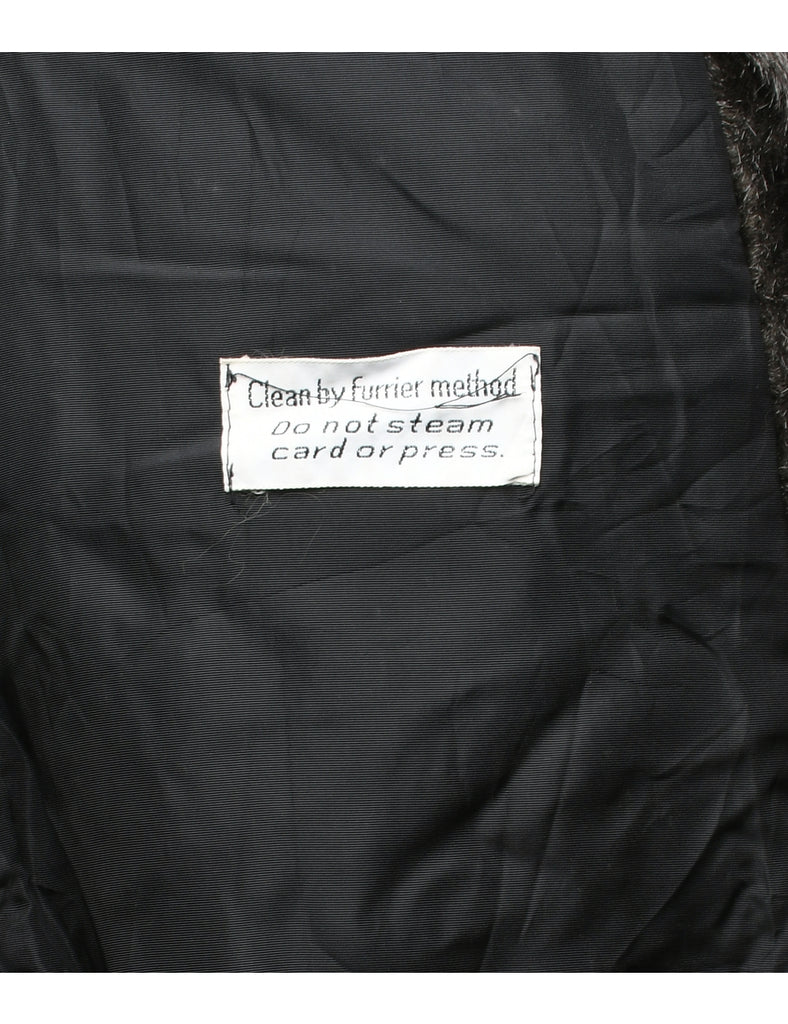 Clean by furrier method
Do not steam
card or press.